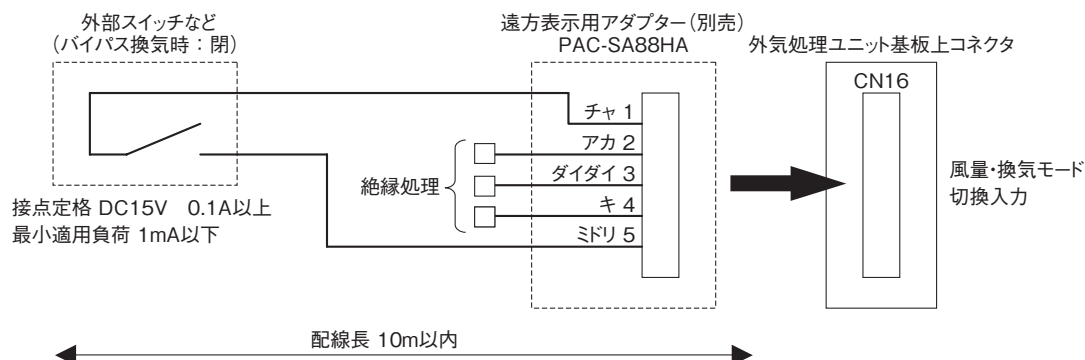 外部スイッチなど
（バイパス換気時：閉）
接点定格 DC15V 0.1A以上
最小適用負荷 1mA以下
遠方表示用アダプター（別売）
PAC-SA88HA
チャ 1
アカ 2
ダイダイ 3
キ 4
ミドリ 5
絶縁処理
外気処理ユニット基板上コネクタ
CN16
風量・換気モード
切換入力
配線長 10m以内